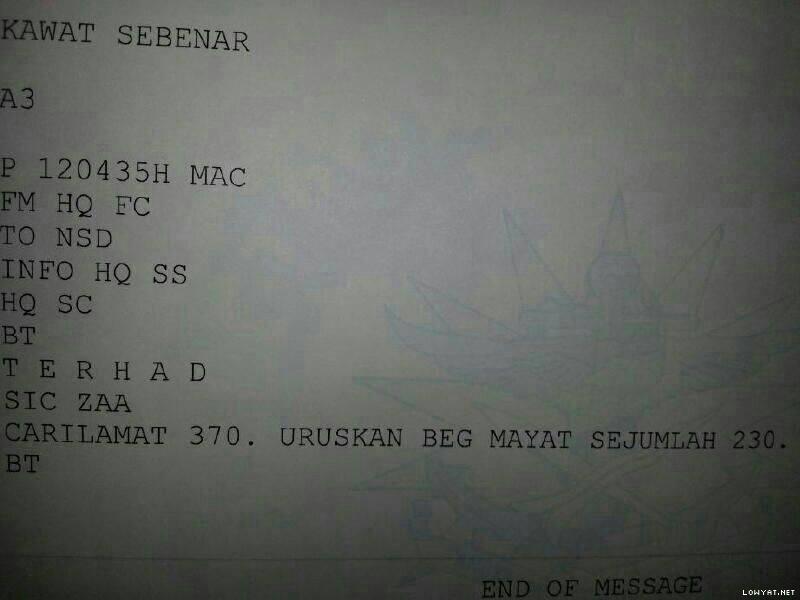 KAWAT SEBENAR
A3
P 120435H MAC
FM HQ FC
TO NSD
INFO HQ SS
HQ SC
BT
T E R H A D
SIC ZAA
CARILAMAT 370. URUSKAN BEG MAYAT SEJUMLAH 230.
BT
END OF MESSAGE
LOWYAT.NET